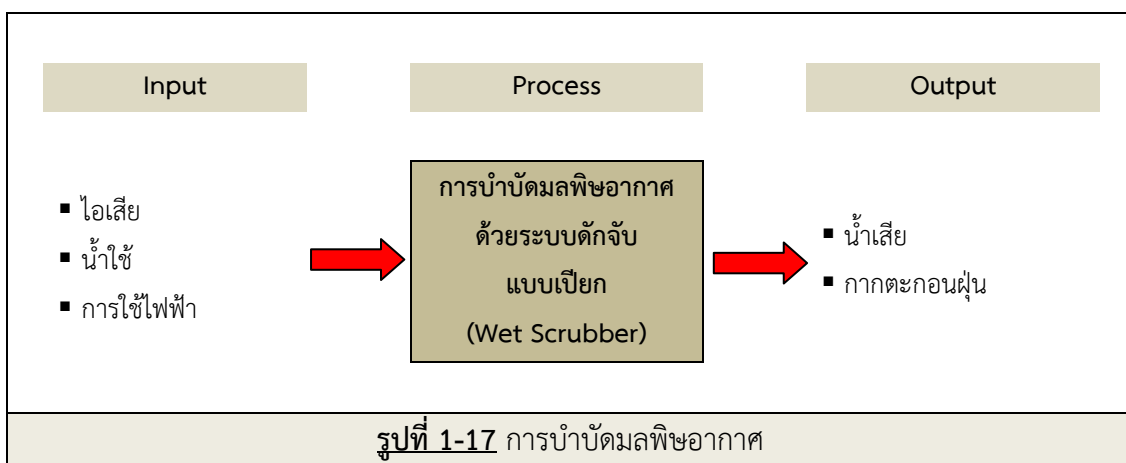 Input
Process
Output
▪ ไอเสีย
▪ น้ำใช้
▪ การใช้ไฟฟ้า
การบำบัดมลพิษอากาศ
ด้วยระบบดักจับ
แบบเปียก
(Wet Scrubber)
▪ น้ำเสีย
▪ กากตะกอนฝุ่น
รูปที่ 1-17 การบำบัดมลพิษอากาศ